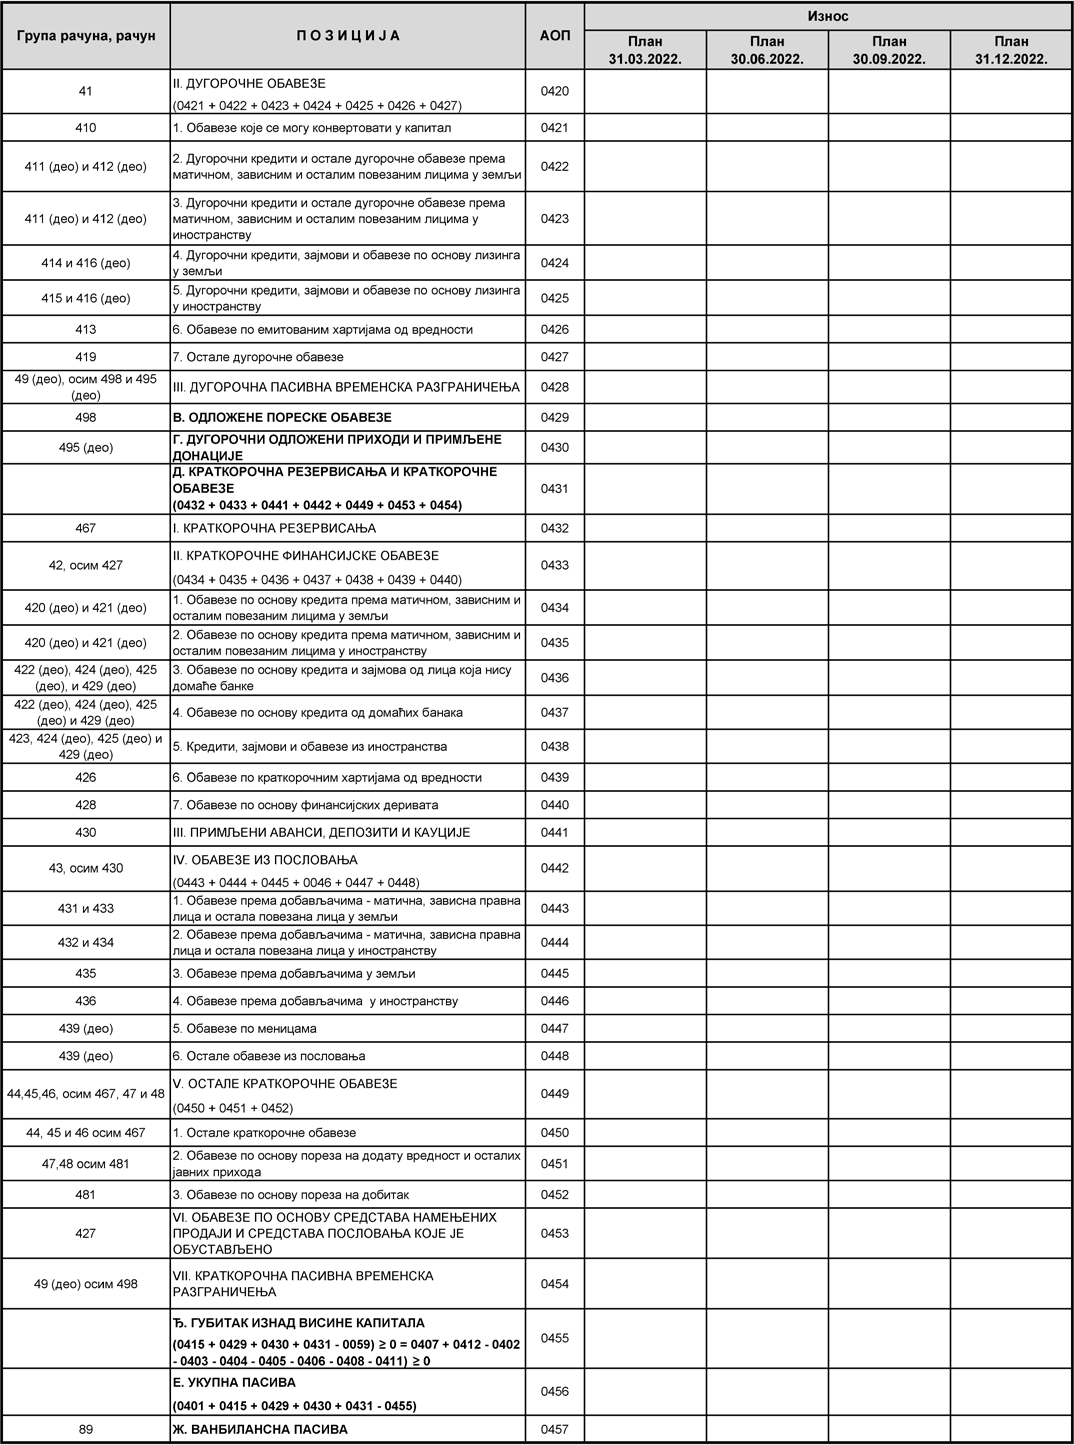 Група рачуна, рачун
П О З И Ц И Ј А
АОП
Износ
План
31.03.2022.
План
30.06.2022.
План
30.09.2022.
План
31.12.2022.
41
II. ДУГОРОЧНЕ ОБАВЕЗЕ
(0421 + 0422 + 0423 + 0424 + 0425 + 0426 + 0427)
0420
410
1. Обавезе које се могу конвертовати у капитал
0421
411 (део) и 412 (део)
2. Дугорочни кредити и остале дугорочне обавезе према
матичном, зависним и осталим повезаним лицима у земљи
0422
411 (део) и 412 (део)
3. Дугорочни кредити и остале дугорочне обавезе према
матичном, зависним и осталим повезаним лицима у
иностранству
0423
414 и 416 (део)
4. Дугорочни кредити, зајмови и обавезе по основу лизинга
у земљи
0424
415 и 416 (део)
5. Дугорочни кредити, зајмови и обавезе по основу лизинга
у иностранству
0425
413
6. Обавезе по емитованим хартијама од вредности
0426
419
7. Остале дугорочне обавезе
0427
49 (део), осим 498 и 495
(део)
III. ДУГОРОЧНА ПАСИВНА ВРЕМЕНСКА РАЗГРАНИЧЕЊА
0428
498
В. ОДЛОЖЕНЕ ПОРЕСКЕ ОБАВЕЗЕ
0429
495 (део)
Г. ДУГОРОЧНИ ОДЛОЖЕНИ ПРИХОДИ И ПРИМЉЕНЕ
ДОНАЦИЈЕ
0430
Д. КРАТКОРОЧНА РЕЗЕРВИСАЊА И КРАТКОРОЧНЕ
ОБАВЕЗЕ
(0432 + 0433 + 0441 + 0442 + 0449 + 0453 + 0454)
0431
467
I. КРАТКОРОЧНА РЕЗЕРВИСАЊА
0432
42, осим 427
II. КРАТКОРОЧНЕ ФИНАНСИЈСКЕ ОБАВЕЗЕ
(0434 + 0435 + 0436 + 0437 + 0438 + 0439 + 0440)
0433
420 (део) и 421 (део)
1. Обавезе по основу кредита према матичном, зависним и
осталим повезаним лицима у земљи
0434
420 (део) и 421 (део)
2. Обавезе по основу кредита према матичном, зависним и
осталим повезаним лицима у иностранству
0435
422 (део), 424 (део), 425
(део), и 429 (део)
3. Обавезе по основу кредита и зајмова од лица која нису
домаће банке
0436
422 (део), 424 (део), 425
(део) и 429 (део)
4. Обавезе по основу кредита од домаћих банака
0437
423, 424 (део), 425 (део) и
429 (део)
5. Кредити, зајмови и обавезе из иностранства
0438
426
6. Обавезе по краткорочним хартијама од вредности
0439
428
7. Обавезе по основу финансијских деривата
0440
430
III. ПРИМЉЕНИ АВАНСИ, ДЕПОЗИТИ И КАУЦИЈЕ
0441
43, осим 430
IV. ОБАВЕЗЕ ИЗ ПОСЛОВАЊА
(0443 + 0444 + 0445 + 0046 + 0447 + 0448)
0442
431 и 433
1. Обавезе према добављачима - матична, зависна правна
лица и остала повезана лица у земљи
0443
432 и 434
2. Обавезе према добављачима - матична, зависна правна
лица и остала повезана лица у иностранству
0444
435
3. Обавезе према добављачима у земљи
0445
436
4. Обавезе према добављачима  у иностранству
0446
439 (део)
5. Обавезе по меницама
0447
439 (део)
6. Остале обавезе из пословања
0448
44,45,46, осим 467, 47 и 48
V. ОСТАЛЕ КРАТКОРОЧНЕ ОБАВЕЗЕ
(0450 + 0451 + 0452)
0449
44, 45 и 46 осим 467
1. Остале краткорочне обавезе
0450
47,48 осим 481
2. Обавезе по основу пореза на додату вредност и осталих
јавних прихода
0451
481
3. Обавезе по основу пореза на добитак
0452
427
VI. ОБАВЕЗЕ ПО ОСНОВУ СРЕДСТАВА НАМЕЊЕНИХ
ПРОДАЈИ И СРЕДСТАВА ПОСЛОВАЊА КОЈЕ ЈЕ
ОБУСТАВЉЕНО
0453
49 (део) осим 498
VII. КРАТКОРОЧНА ПАСИВНА ВРЕМЕНСКА
РАЗГРАНИЧЕЊА
0454
Ђ. ГУБИТАК ИЗНАД ВИСИНЕ КАПИТАЛА
(0415 + 0429 + 0430 + 0431 - 0059) ≥ 0 = 0407 + 0412 - 0402
- 0403 - 0404 - 0405 - 0406 - 0408 - 0411) ≥ 0
0455
Е. УКУПНА ПАСИВА
(0401 + 0415 + 0429 + 0430 + 0431 - 0455)
0456
89
Ж. ВАНБИЛАНСНА ПАСИВА
0457